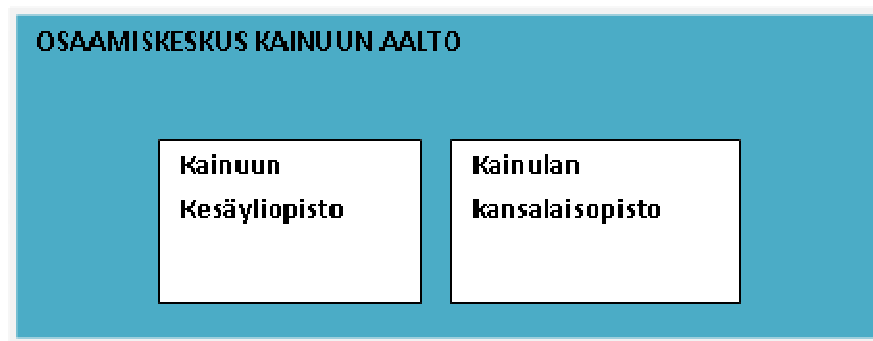 OSAAMISKESKUS KAINUUN AALTO
Kainuun
Kesäyliopisto
Kainulan
kansalaisopisto